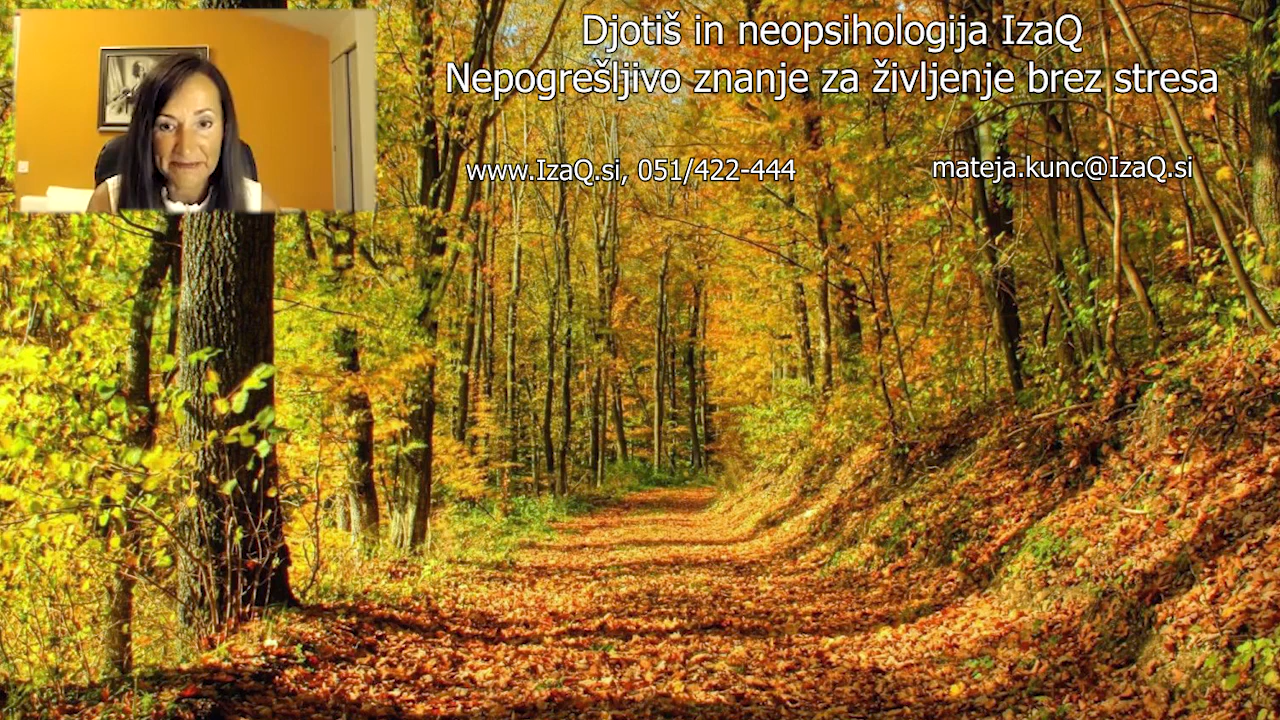 Djotiš in neopsihologija IzaQ
Nepogrešljivo znanje za življenje brez stresa
www.IzaQ.si, 051/422-444
mateja.kunc@IzaQ.si